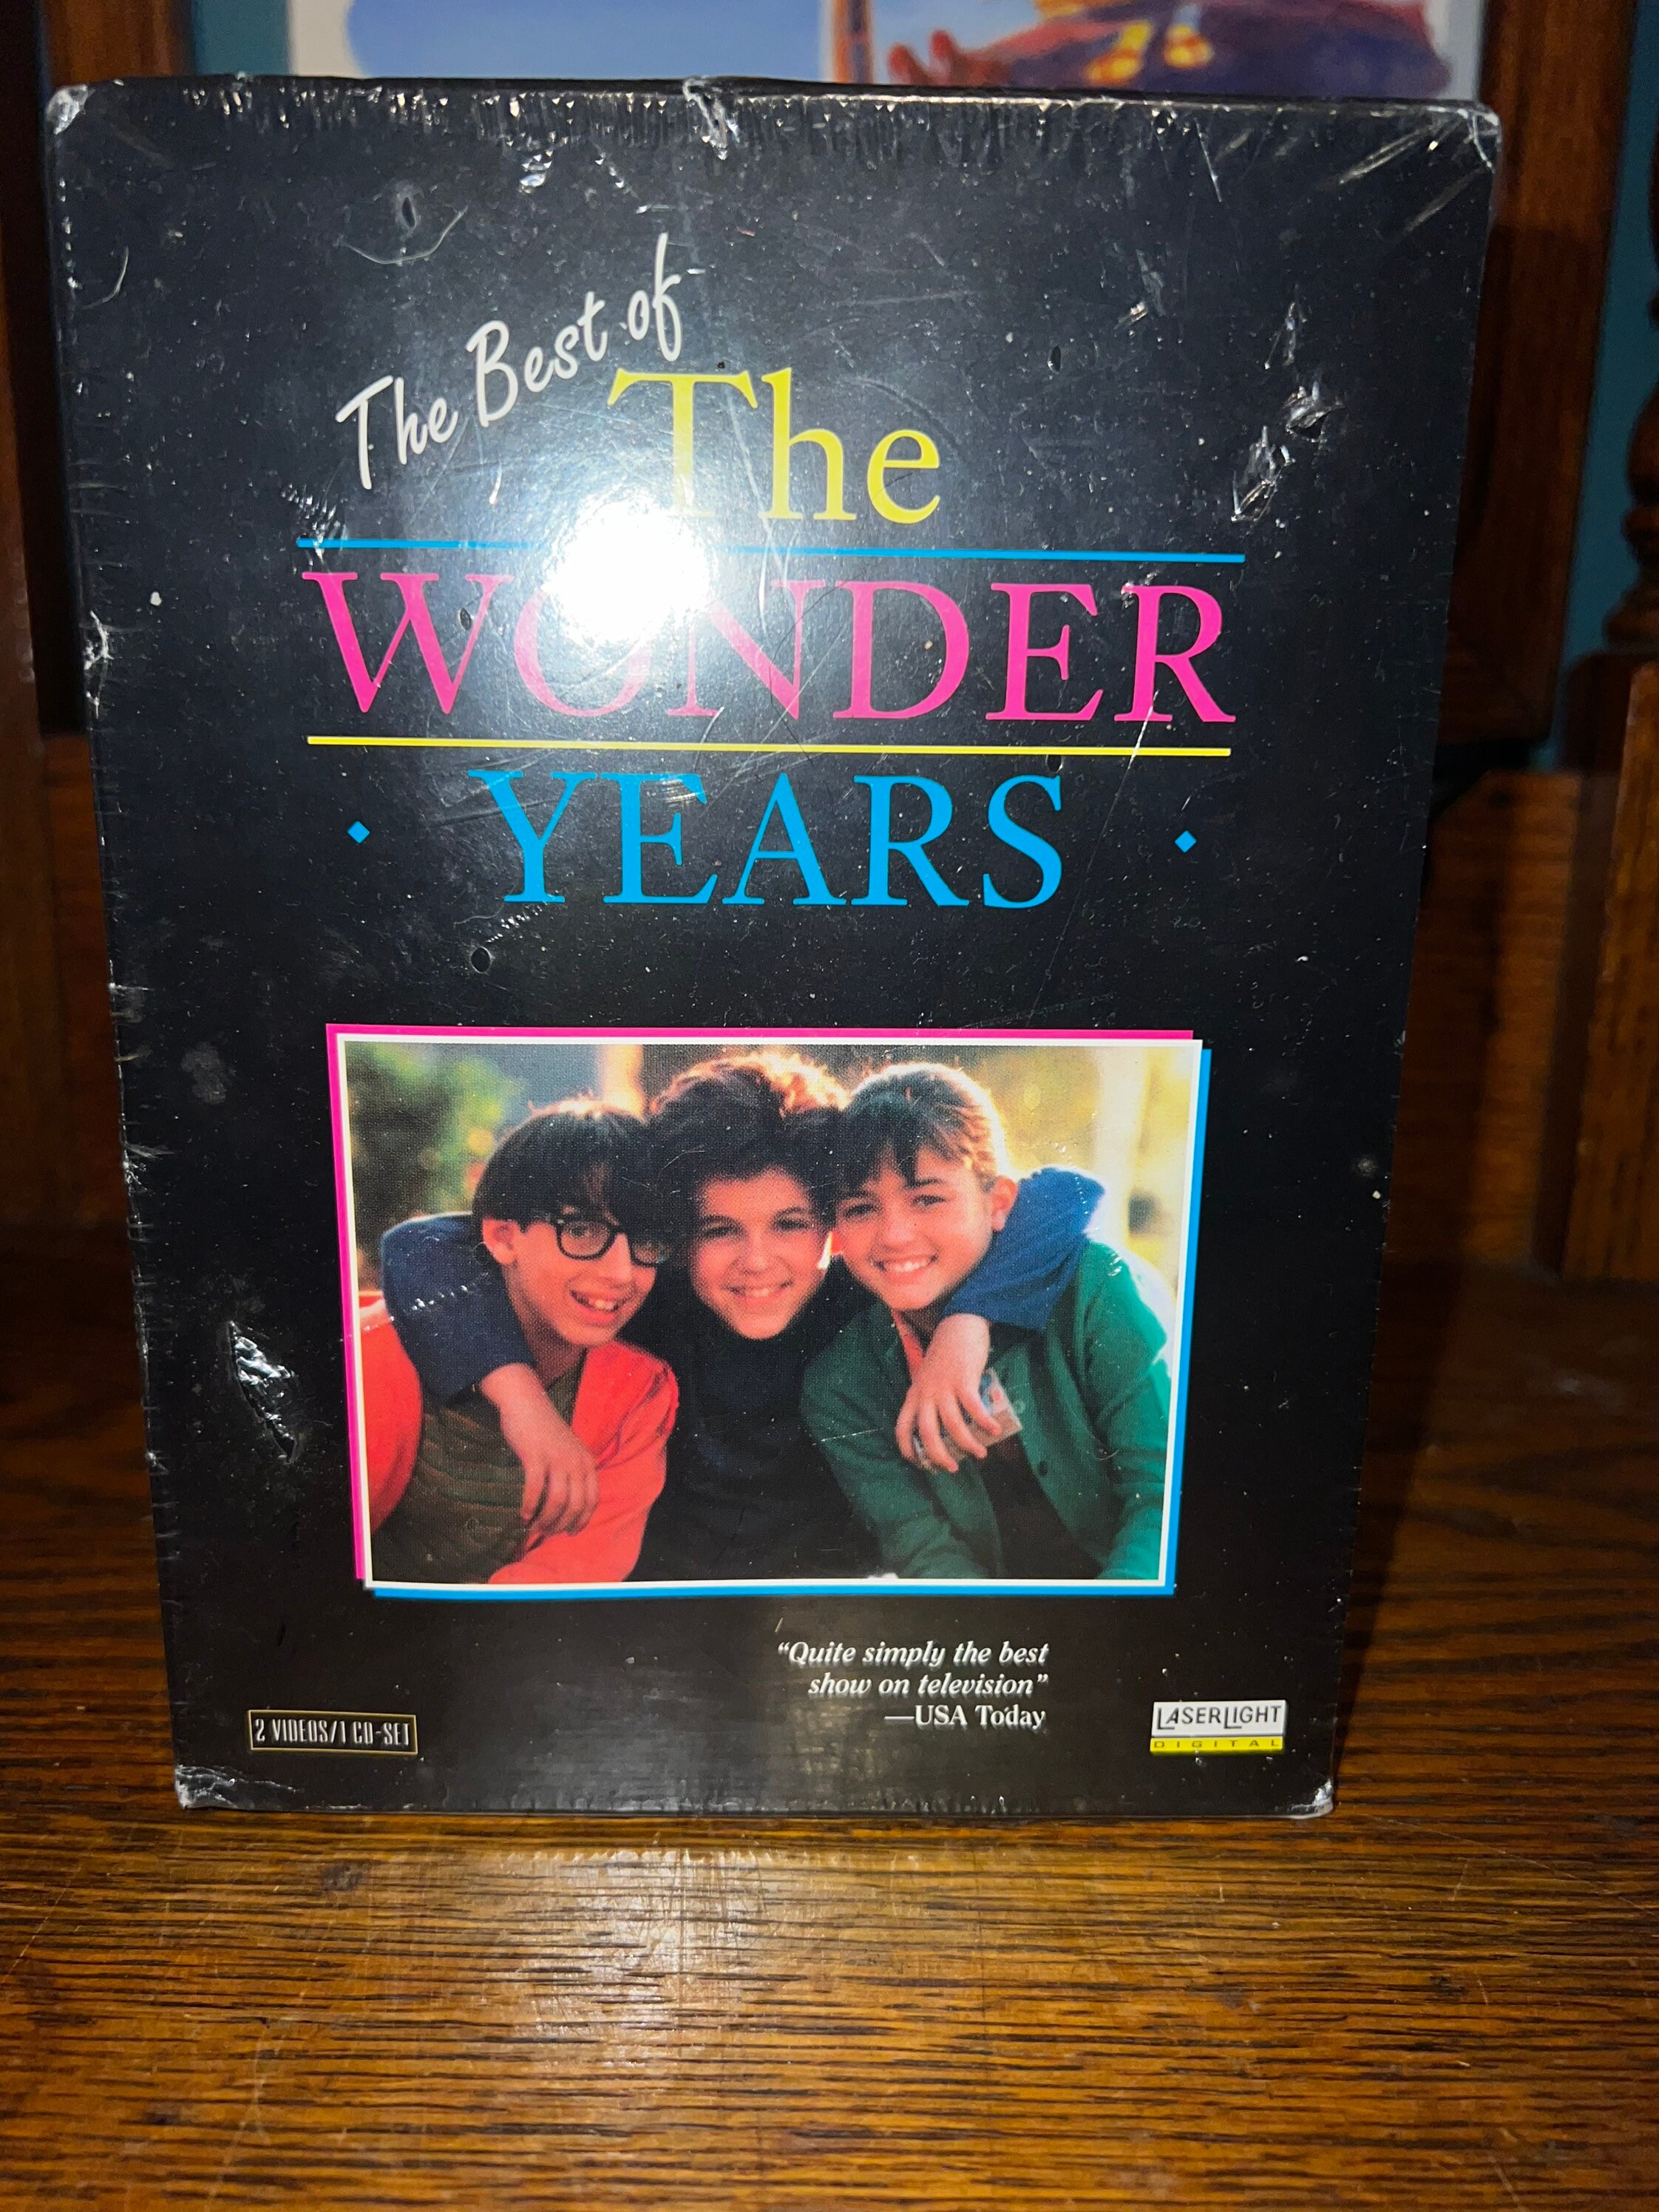 The Best of
The
WONDER
YEARS
"Quite simply the best
show on television"
—USA Today
2 VIDEOS/1 CD-SET
LASERLIGHT
DIGITAL